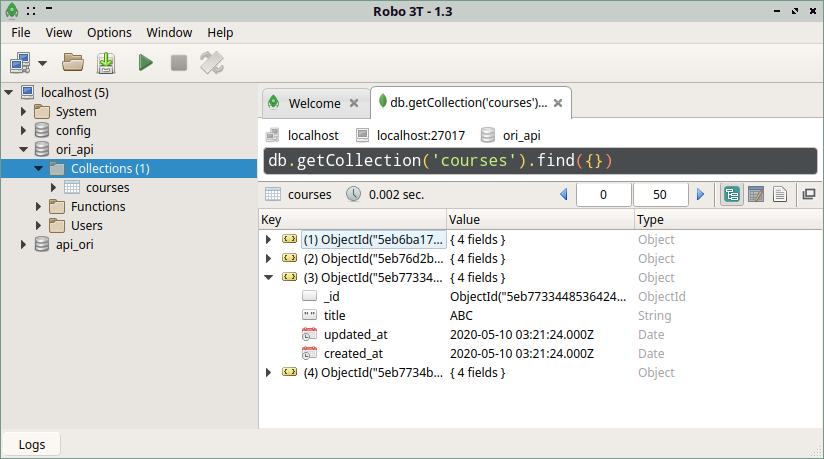 Robo 3T - 1.3
File View Options Window Help
localhost (5)
System
config
ori_api
Collections (1)
courses
Functions
Users
api_ori
Welcome
db.getCollection('courses')...
localhost localhost:27017 ori_api
db.getCollection('courses').find({})
courses 0.002 sec. 0 50
Key Value Type
(1) ObjectId("5eb6ba17... { 4 fields } Object
(2) ObjectId("5eb76d2b... { 4 fields } Object
(3) ObjectId("5eb77334... { 4 fields } Object
_id ObjectId("5eb7733448536424... ObjectId
title ABC String
updated_at 2020-05-10 03:21:24.000Z Date
created_at 2020-05-10 03:21:24.000Z Date
(4) ObjectId("5eb7734b... { 4 fields } Object
Logs